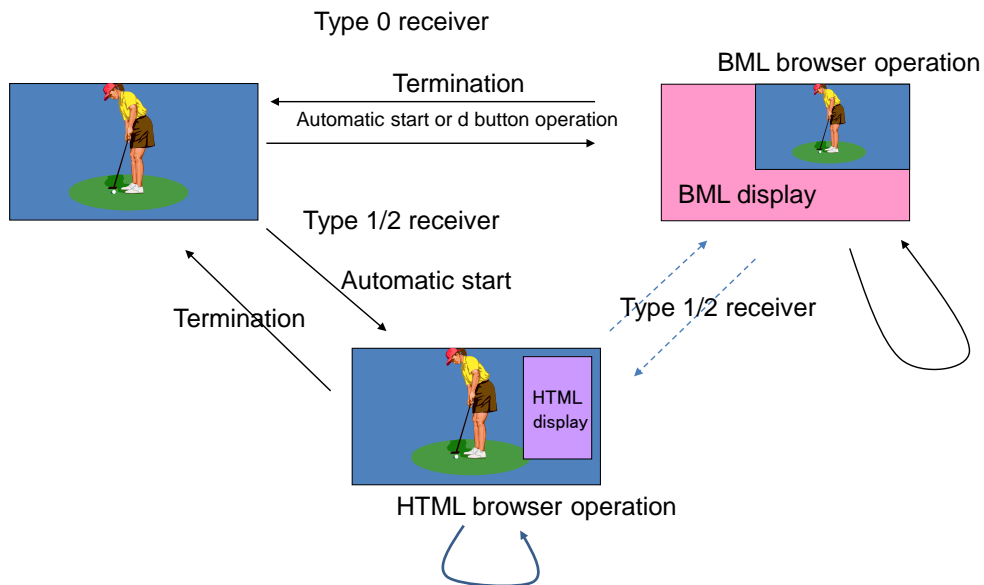 Type 0 receiver
BML browser operation
Termination
Automatic start or d button operation
BML display
Type 1/2 receiver
Automatic start
Termination
Type 1/2 receiver
HTML
display
HTML browser operation